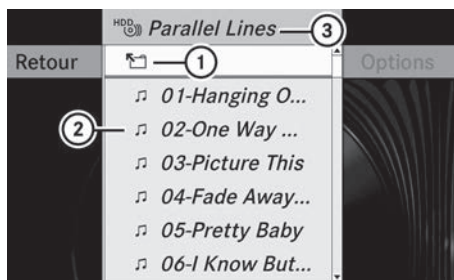 HDD Parallel Lines 3
Retour 1 Options
01-Hanging O...
2 02-One Way ...
03-Picture This
04-Fade Away...
05-Pretty Baby
06-I Know But...